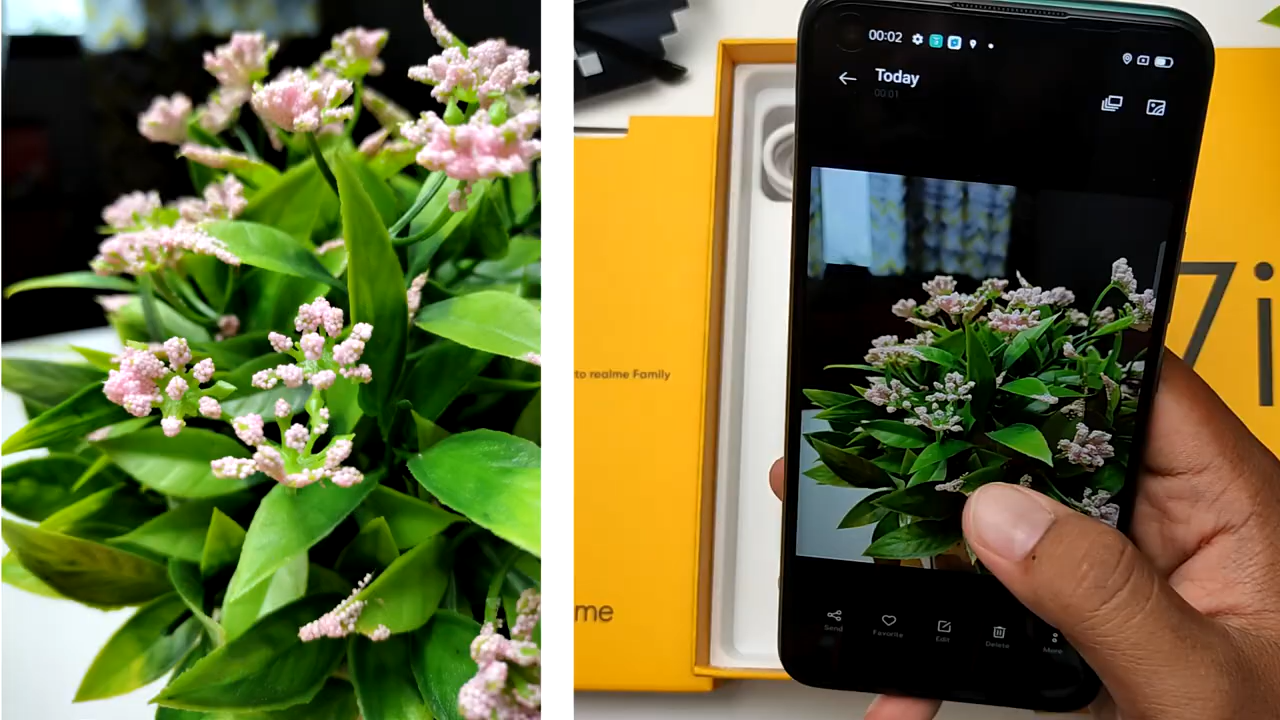 00:02
Today
00:01
to realme Family
7i
me
Send
Favorite
Edit
Delete
More